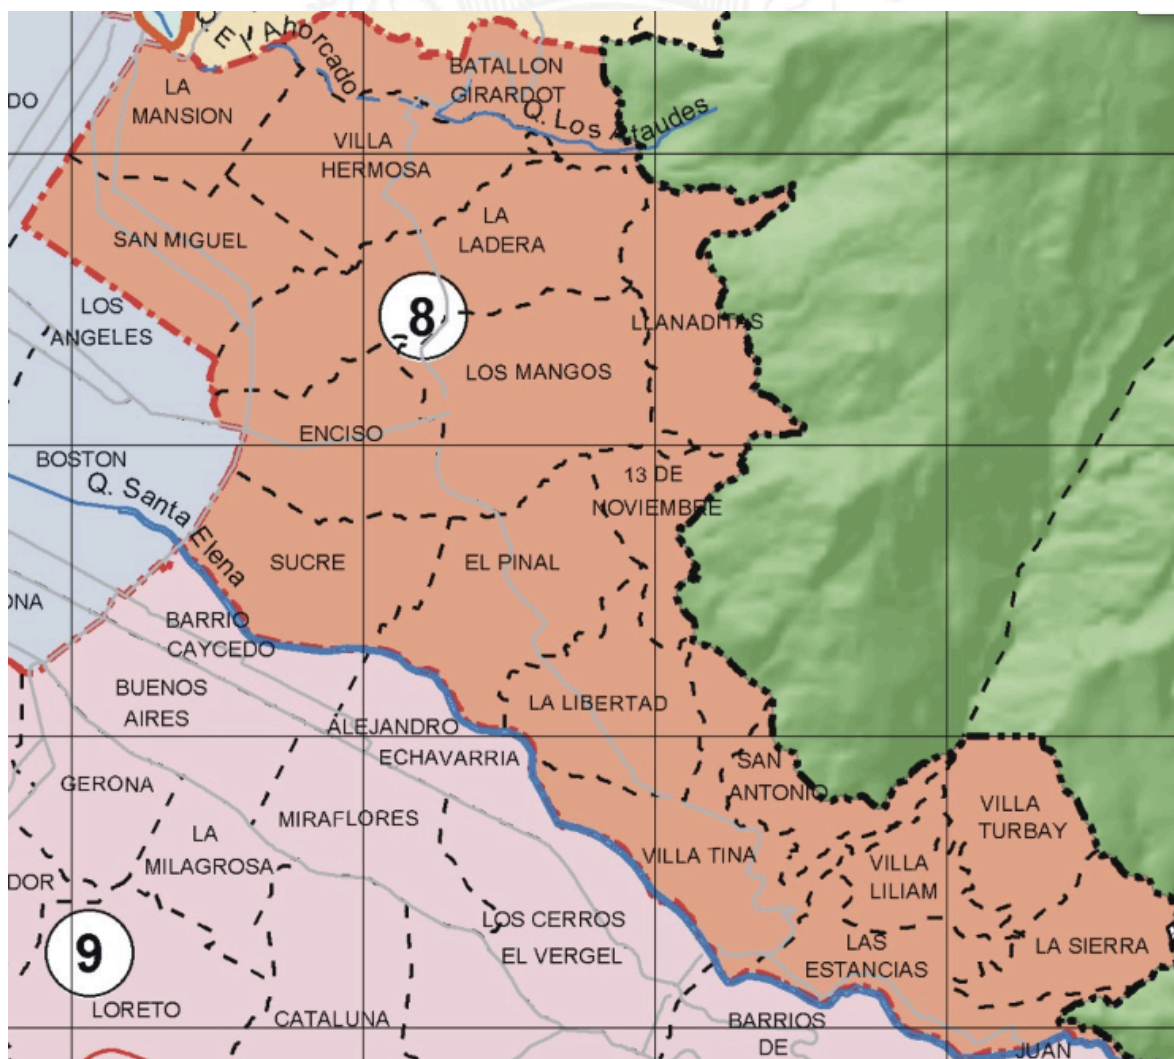 Q. El Ahorcado
BATALLON
GIRARDOT
LA
MANSION
DO
Q. Los Ataudes
VILLA
HERMOSA
LA
LADERA
SAN MIGUEL
LOS
ANGELES
8
LLANADITAS
LOS MANGOS
ENCISO
BOSTON
Q. Santa Elena
13 DE
NOVIEMBRE
SUCRE
EL PINAL
ONA
BARRIO
CAYCEDO
BUENOS
AIRES
LA LIBERTAD
ALEJANDRO
ECHAVARRIA
SAN
ANTONIO
GERONA
VILLA
TURBAY
MIRAFLORES
LA
MILAGROSA
VILLA TINA
VILLA
LILIAM
DOR
LOS CERROS
EL VERGEL
LAS
ESTANCIAS
LA SIERRA
9
LORETO
CATALUNA
BARRIOS
DE
JUAN